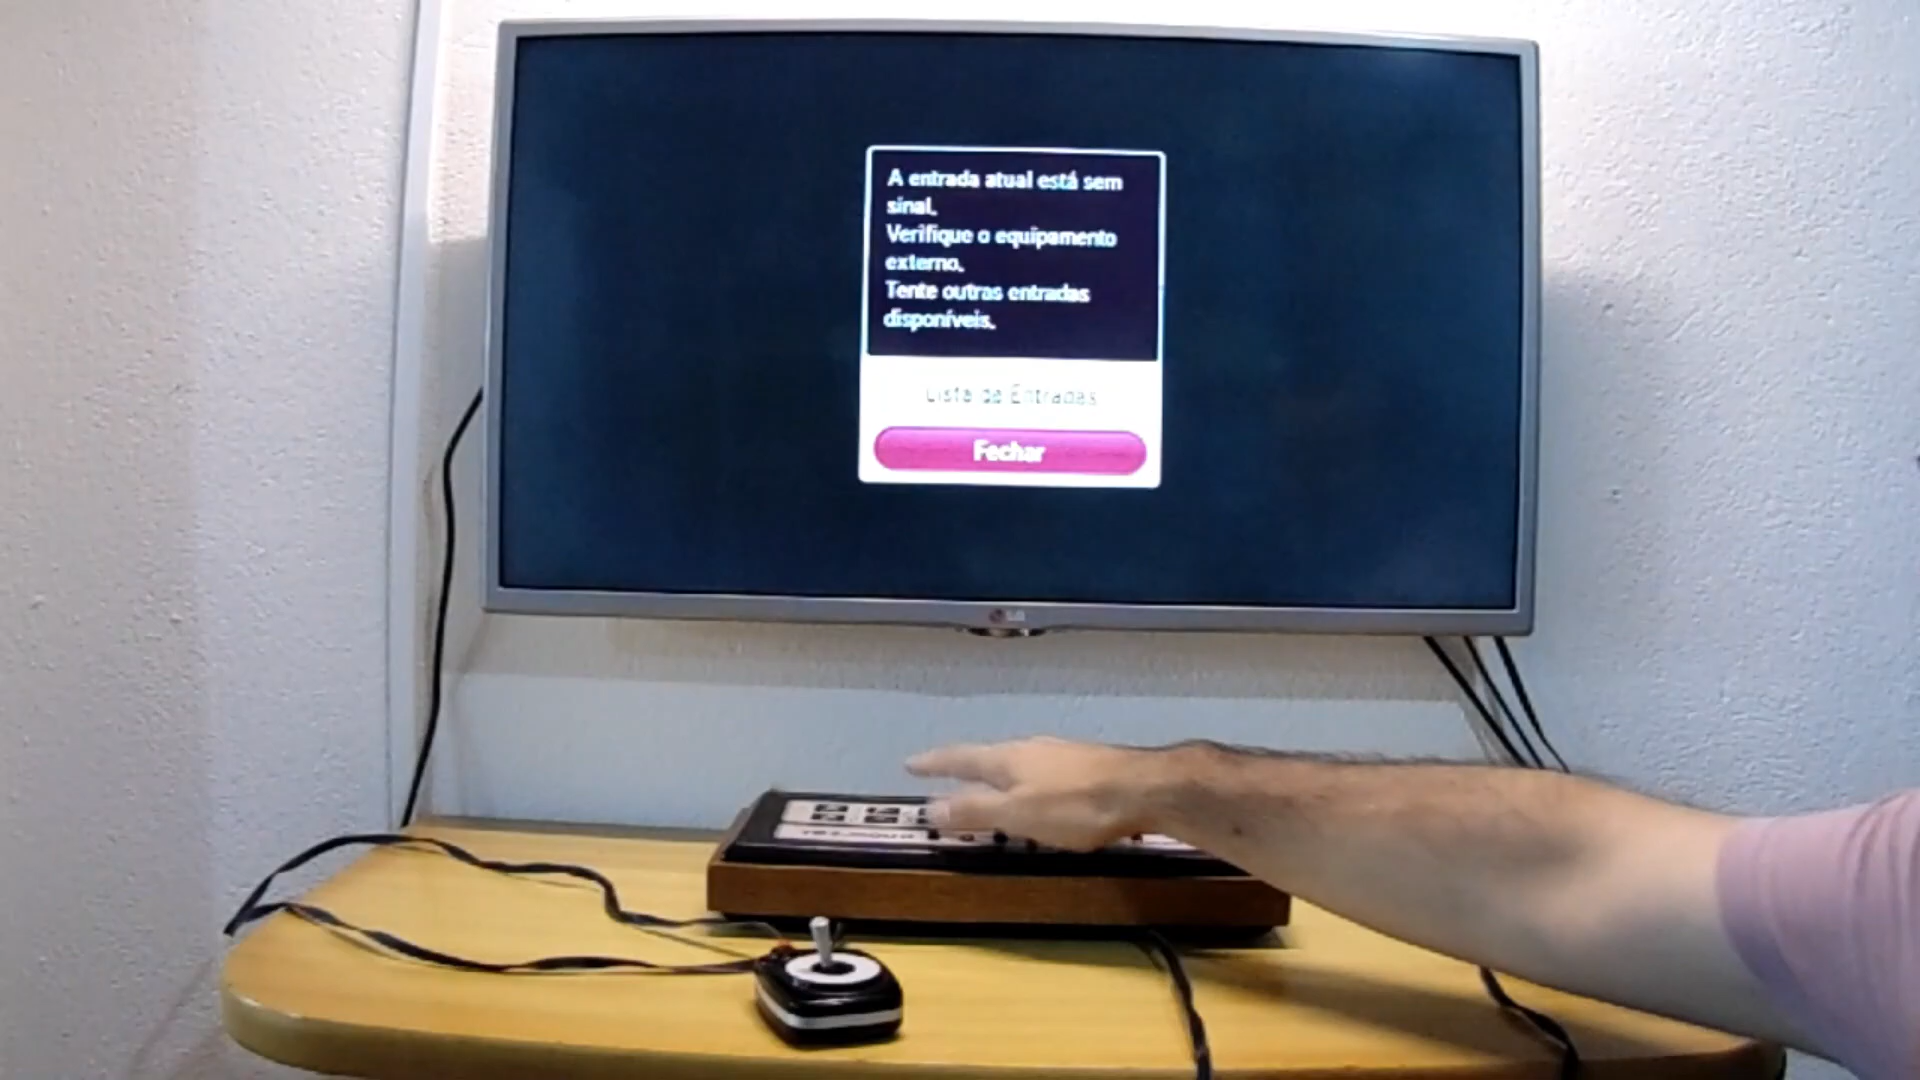 A entrada atual está sem
sinal.
Verifique o equipamento
externo.
Tente outras entradas
disponíveis.
Lista de Entradas
Fechar
LG